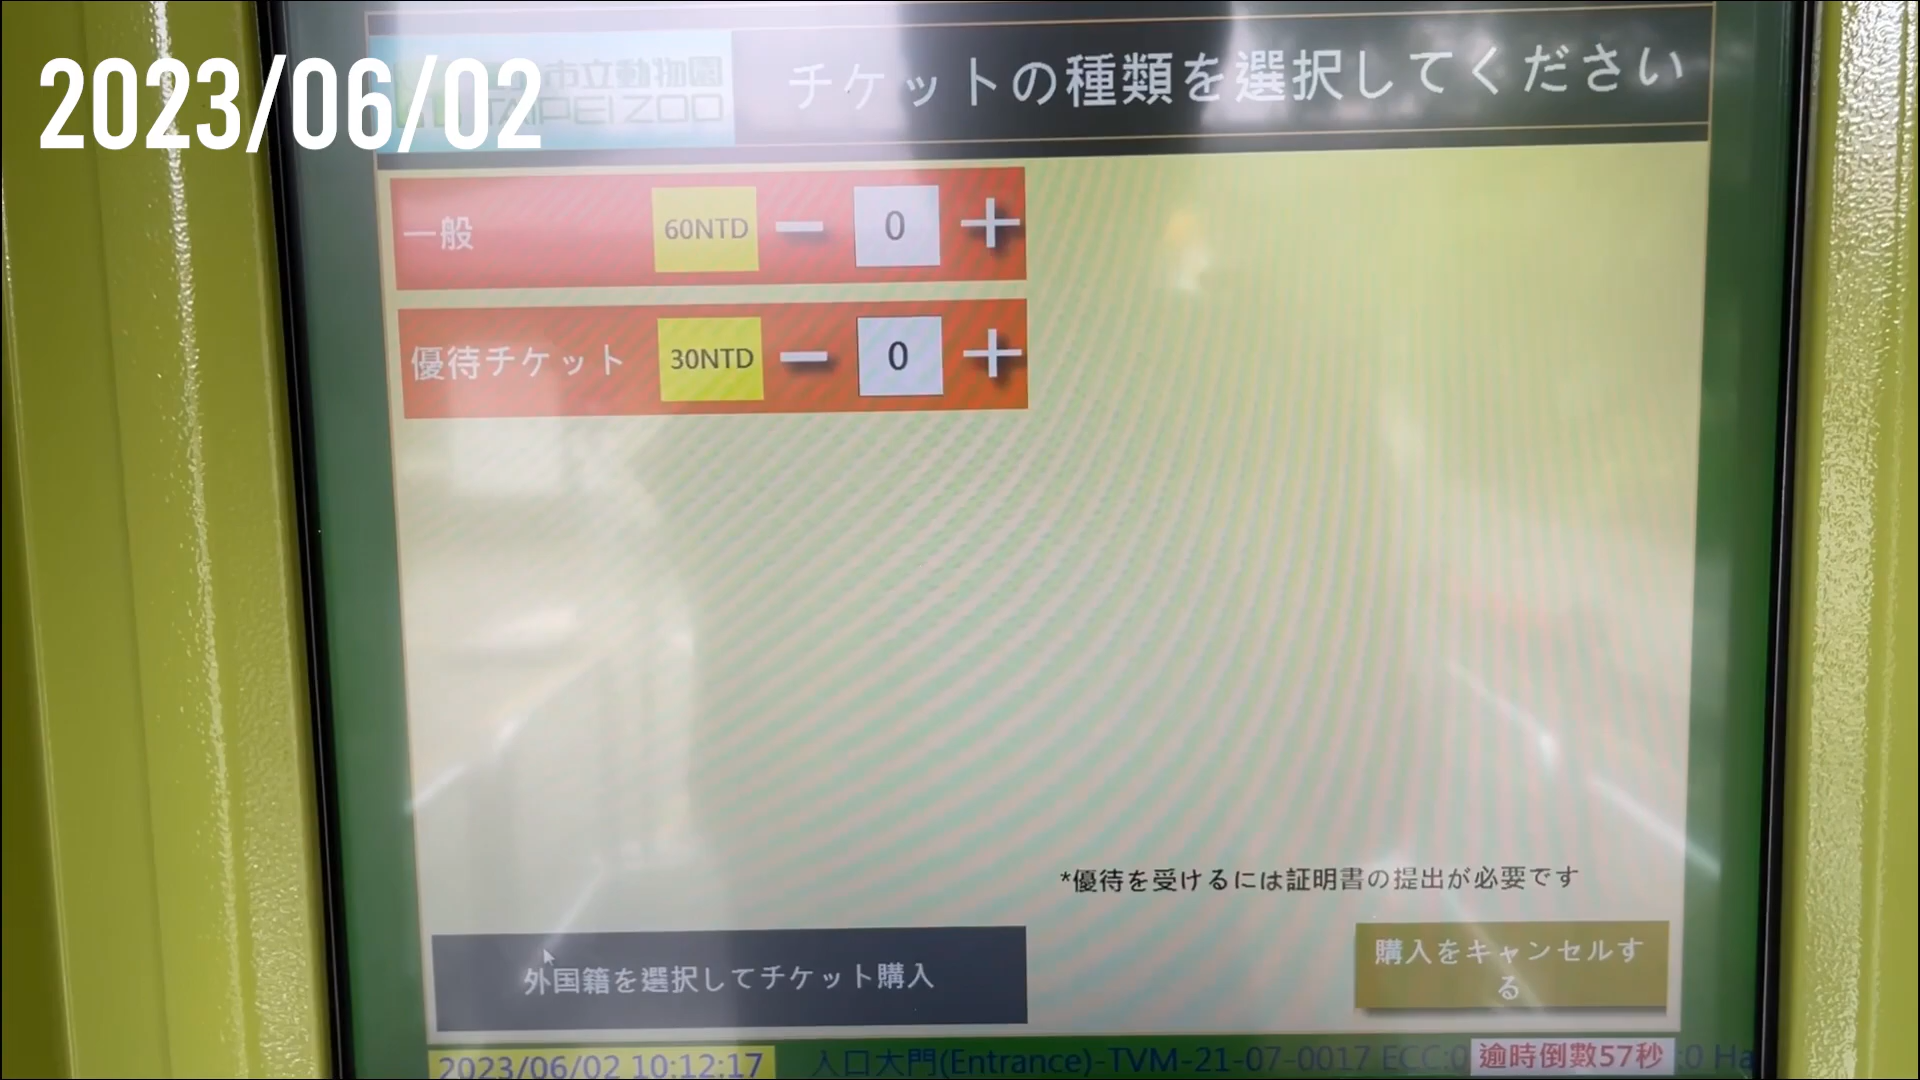 2023/06/02
市立動物園
TAIPEI ZOO
チケットの種類を選択してください
一般 60NTD － 0 ＋
優待チケット 30NTD － 0 ＋
*優待を受けるには証明書の提出が必要です
外国籍を選択してチケット購入
購入をキャンセルす
る
2023/06/02 10:12:17 入口大門(Entrance)-TVM-21-07-0017 ECC:0 逾時倒數57秒 :0 Ha